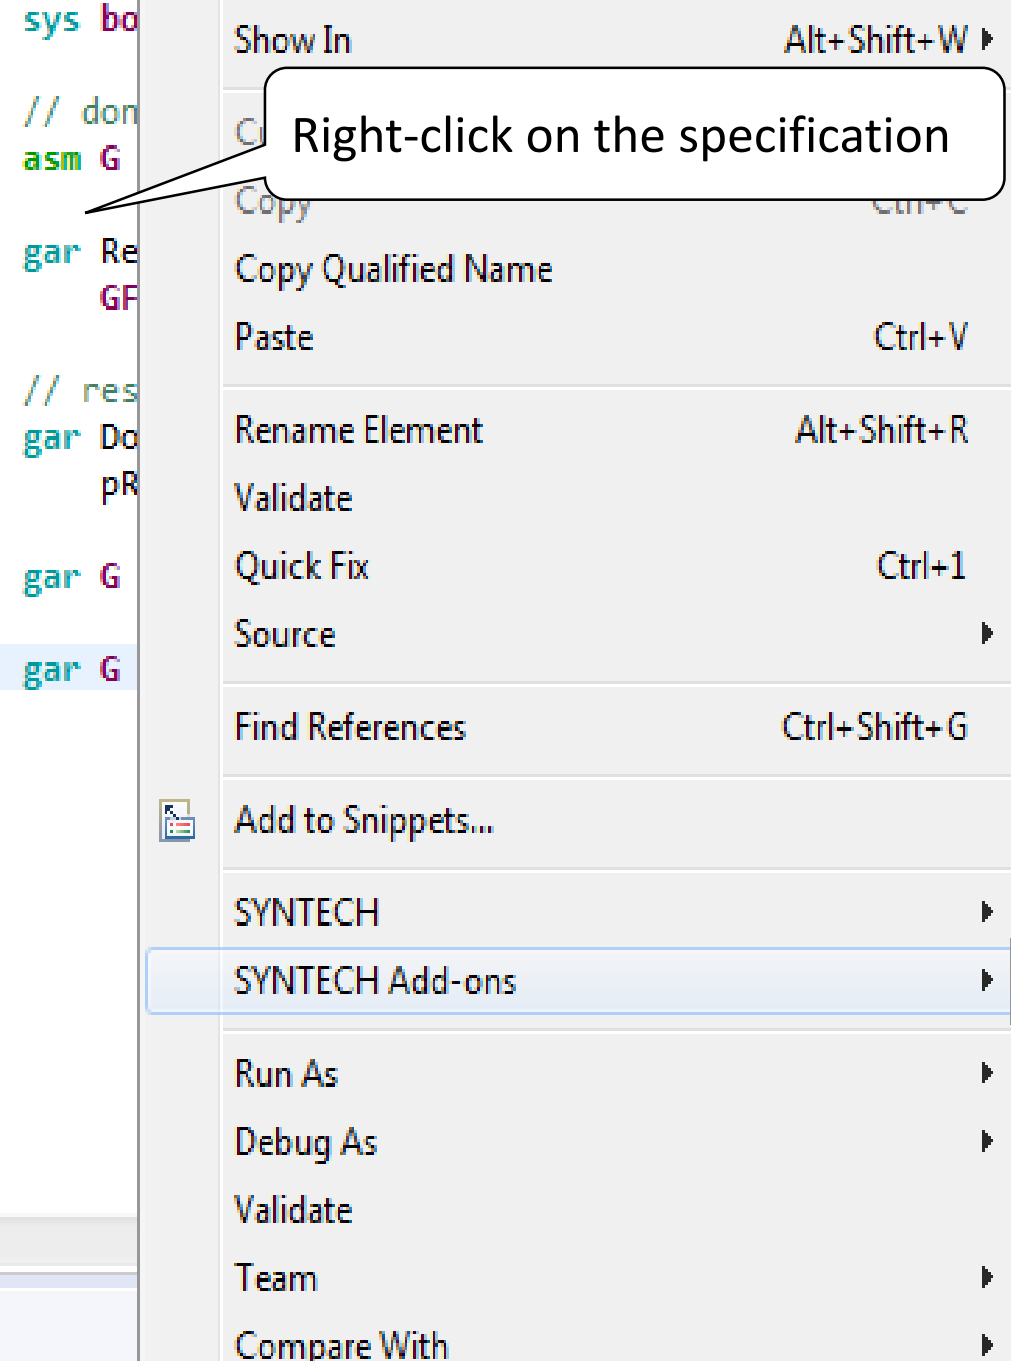 sys bo
// don
asm G
gar Re
GF
// res
gar Do
pR
gar G
gar G
Show In Alt+Shift+W
Right-click on the specification
Copy Ctrl+C
Copy Qualified Name
Paste Ctrl+V
Rename Element Alt+Shift+R
Validate
Quick Fix Ctrl+1
Source
Find References Ctrl+Shift+G
Add to Snippets...
SYNTECH
SYNTECH Add-ons
Run As
Debug As
Validate
Team
Compare With